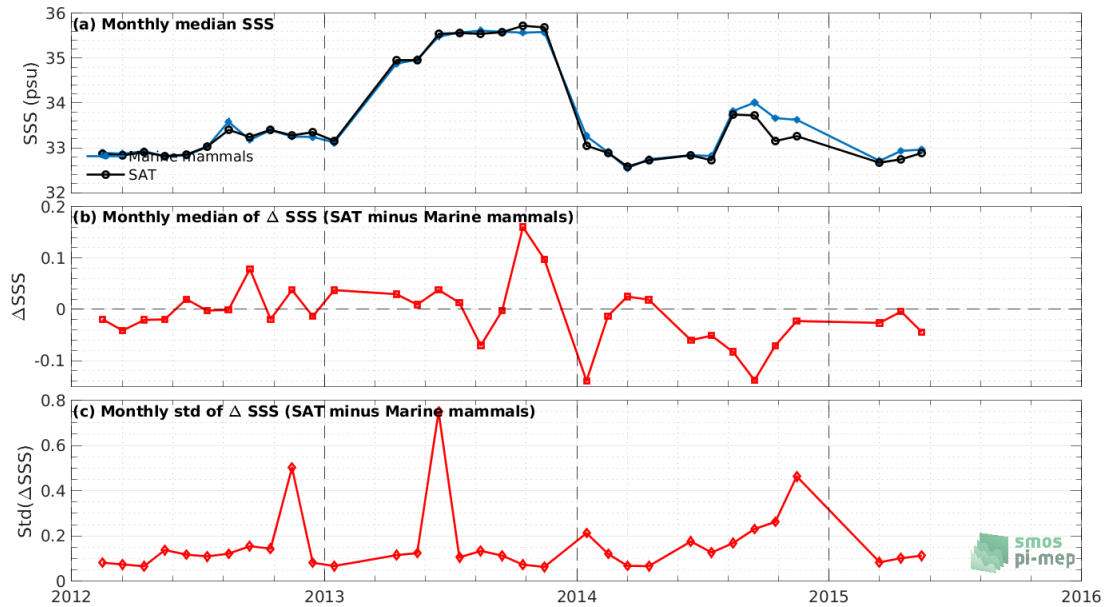 (a) Monthly median SSS
SSS (psu)
36
35
34
33
32
Marine mammals
SAT
(b) Monthly median of Δ SSS (SAT minus Marine mammals)
ΔSSS
0.2
0.1
0
-0.1
(c) Monthly std of Δ SSS (SAT minus Marine mammals)
Std(ΔSSS)
0.8
0.6
0.4
0.2
0
2012
2013
2014
2015
2016
smos
pi-mep